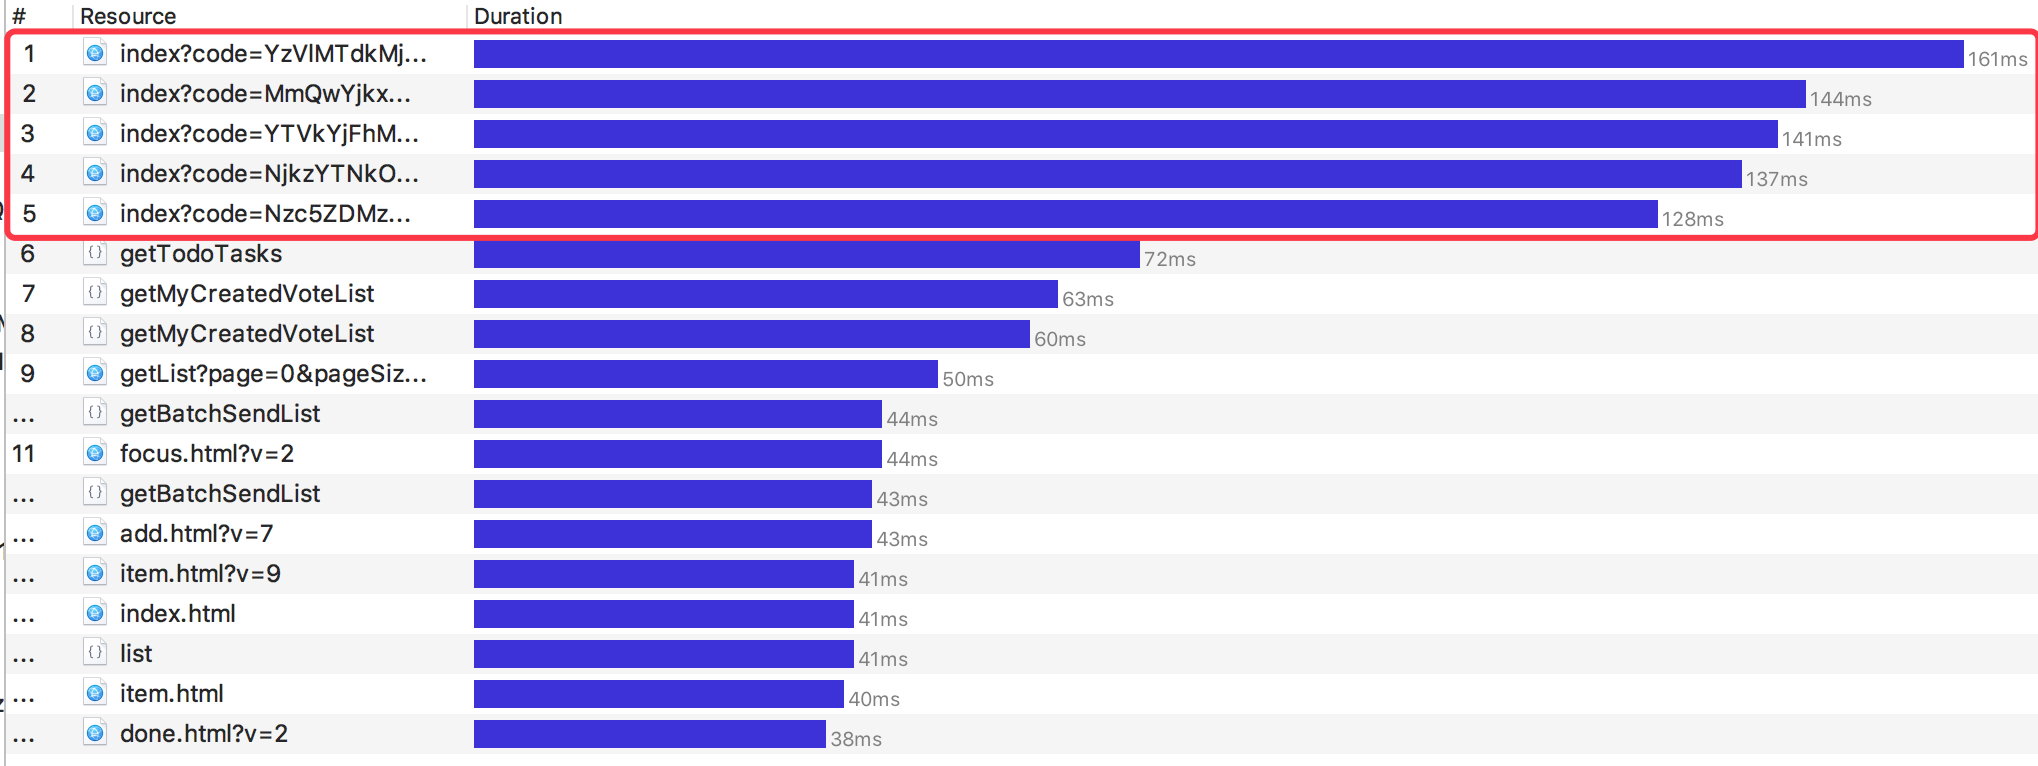 # Resource Duration
1 index?code=YzVlMTdkMj... 161ms
2 index?code=MmQwYjkx... 144ms
3 index?code=YTVkYjFhM... 141ms
4 index?code=NjkzYTNkO... 137ms
5 index?code=Nzc5ZDMz... 128ms
6 getTodoTasks 72ms
7 getMyCreatedVoteList 63ms
8 getMyCreatedVoteList 60ms
9 getList?page=0&pageSiz... 50ms
... getBatchSendList 44ms
11 focus.html?v=2 44ms
... getBatchSendList 43ms
... add.html?v=7 43ms
... item.html?v=9 41ms
... index.html 41ms
... list 41ms
... item.html 40ms
... done.html?v=2 38ms